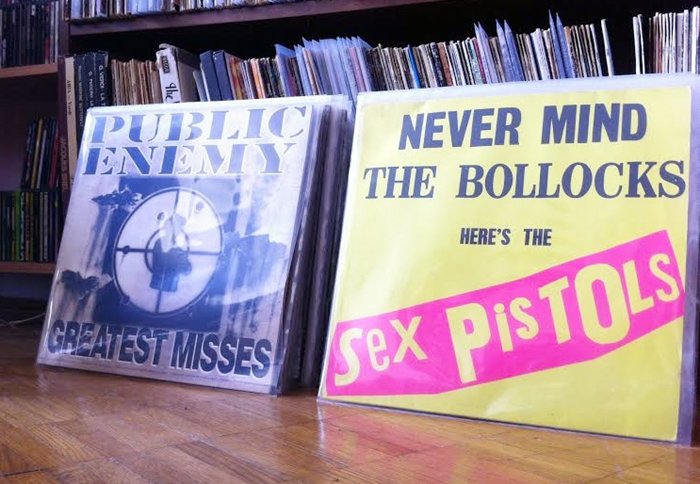 PUBLIC
ENEMY
GREATEST MISSES
NEVER MIND
THE BOLLOCKS
HERE'S THE
Sex PiSTOLS